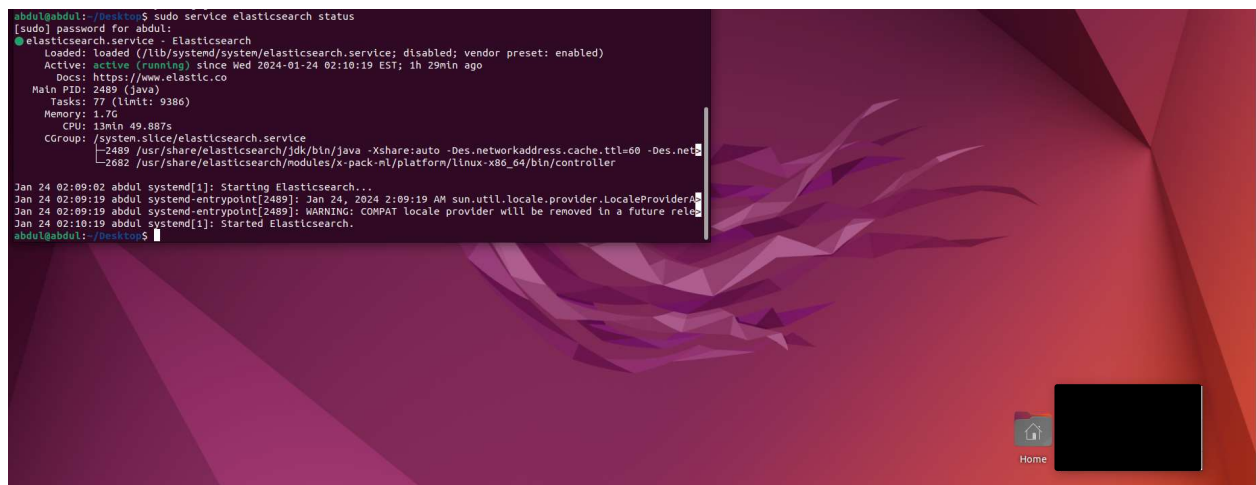 abdul@abdul:~/Desktop$ sudo service elasticsearch status
[sudo] password for abdul:
elasticsearch.service - Elasticsearch
Loaded: loaded (/lib/systemd/system/elasticsearch.service; disabled; vendor preset: enabled)
Active: active (running) since Wed 2024-01-24 02:10:19 EST; 1h 29min ago
Docs: https://www.elastic.co
Main PID: 2489 (java)
Tasks: 77 (limit: 9386)
Memory: 1.7G
CPU: 13min 49.887s
CGroup: /system.slice/elasticsearch.service
├─2489 /usr/share/elasticsearch/jdk/bin/java -Xshare:auto -Des.networkaddress.cache.ttl=60 -Des.net>
└─2682 /usr/share/elasticsearch/modules/x-pack-ml/platform/linux-x86_64/bin/controller
Jan 24 02:09:02 abdul systemd[1]: Starting Elasticsearch...
Jan 24 02:09:19 abdul systemd-entrypoint[2489]: Jan 24, 2024 2:09:19 AM sun.util.locale.provider.LocaleProviderA>
Jan 24 02:09:19 abdul systemd-entrypoint[2489]: WARNING: COMPAT locale provider will be removed in a future rele>
Jan 24 02:10:19 abdul systemd[1]: Started Elasticsearch.
abdul@abdul:~/Desktop$
Home